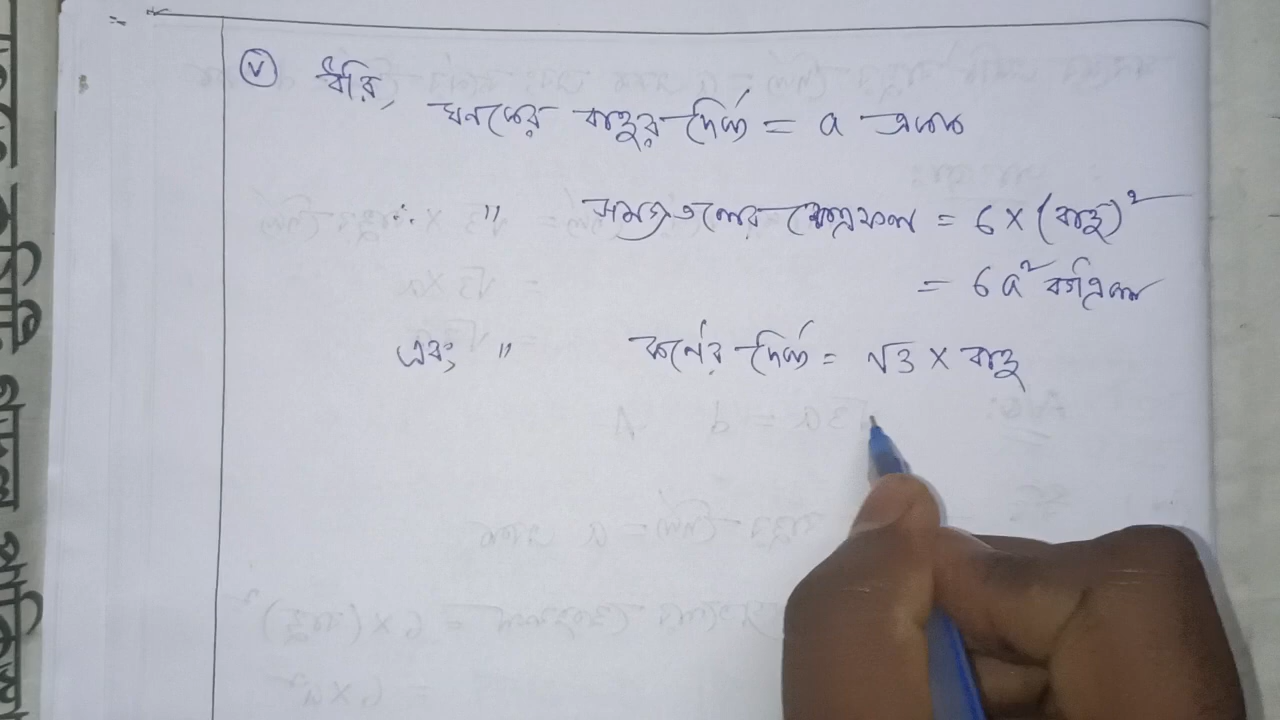 (v) ধরি,
ঘনকের বাহুর দৈর্ঘ্য = a একক
∴ " সমগ্রতলের ক্ষেত্রফল = 6 × (বাহু)²
= 6a² বর্গএকক
এবং " কর্ণের দৈর্ঘ্য = √3 × বাহু